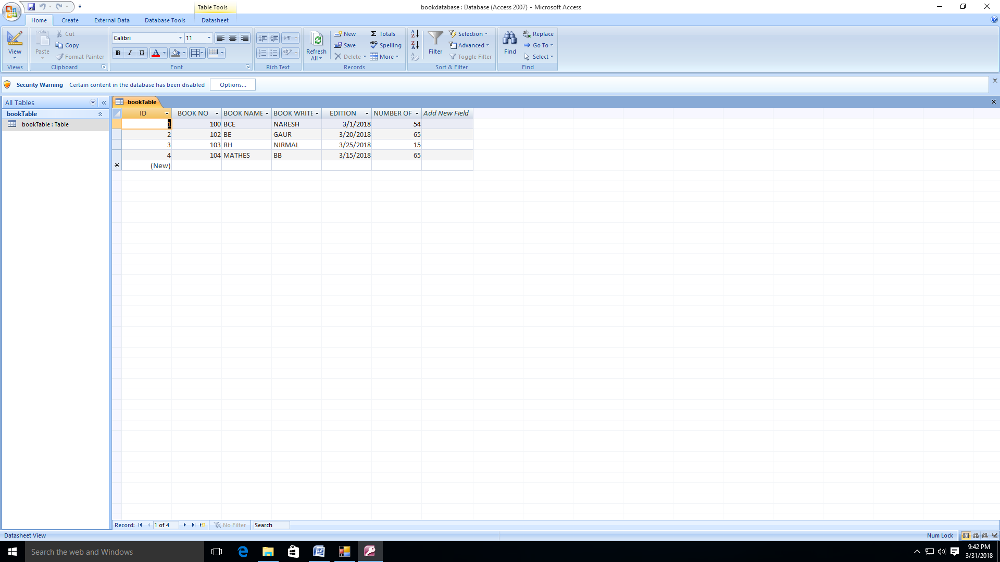 Table Tools
bookdatabase : Database (Access 2007) - Microsoft Access
Home Create External Data Database Tools Datasheet
View
Views
Paste
Cut
Copy
Format Painter
Clipboard
Calibri 11
B I U A
Font
Rich Text
Refresh All
New
Save
Delete
Totals
Spelling
More
Records
Filter
Selection
Advanced
Toggle Filter
Sort & Filter
Find
Replace
Go To
Select
Find
Security Warning Certain content in the database has been disabled Options...
All Tables
bookTable
bookTable : Table
bookTable
ID BOOK NO BOOK NAME BOOK WRITE EDITION NUMBER OF Add New Field
1 100 BCE NARESH 3/1/2018 54
2 102 BE GAUR 3/20/2018 65
3 103 RH NIRMAL 3/25/2018 15
4 104 MATHES BB 3/15/2018 65
(New)
Record: 1 of 4 No Filter Search
Datasheet View Num Lock
Search the web and Windows
9:42 PM
3/31/2018